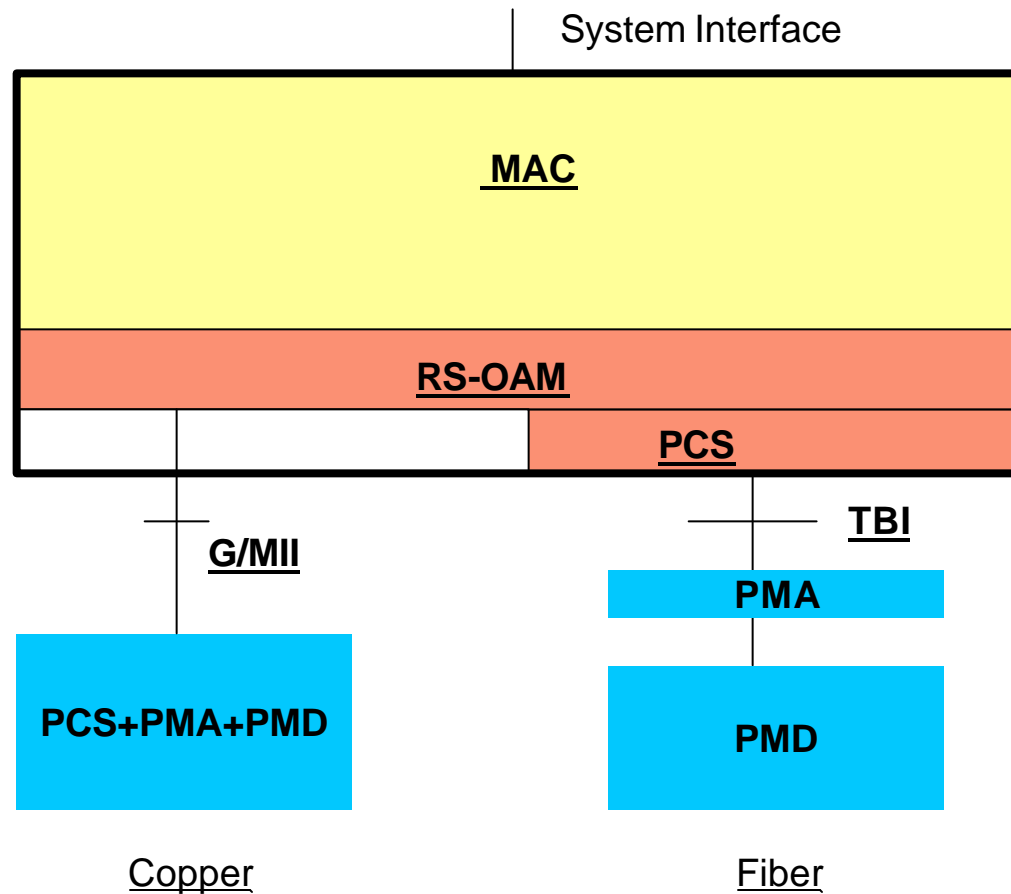 System Interface
MAC
RS-OAM
PCS
G/MII
TBI
PMA
PCS+PMA+PMD
PMD
Copper
Fiber